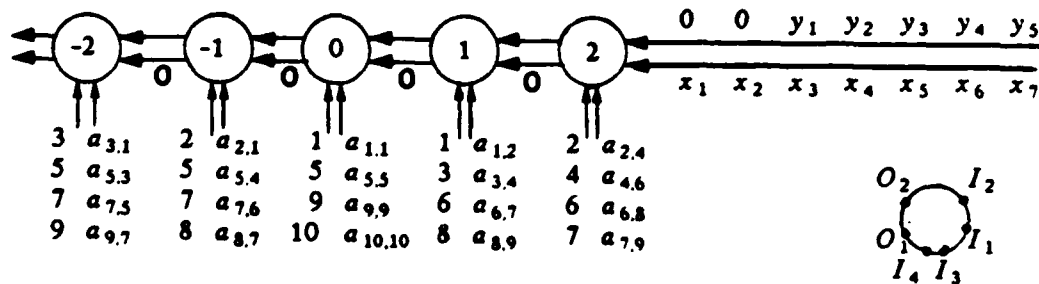 0 0 y1 y2 y3 y4 y5
-2 -1 0 1 2
0 0 0 0
x1 x2 x3 x4 x5 x6 x7
3 a3,1 2 a2,1 1 a1,1 1 a1,2 2 a2,4
5 a5,3 5 a5,4 5 a5,5 3 a3,4 4 a4,6
7 a7,5 7 a7,6 9 a9,9 6 a6,7 6 a6,8
9 a9,7 8 a8,7 10 a10,10 8 a8,9 7 a7,9
O2 I2
O1 I1
I4 I3